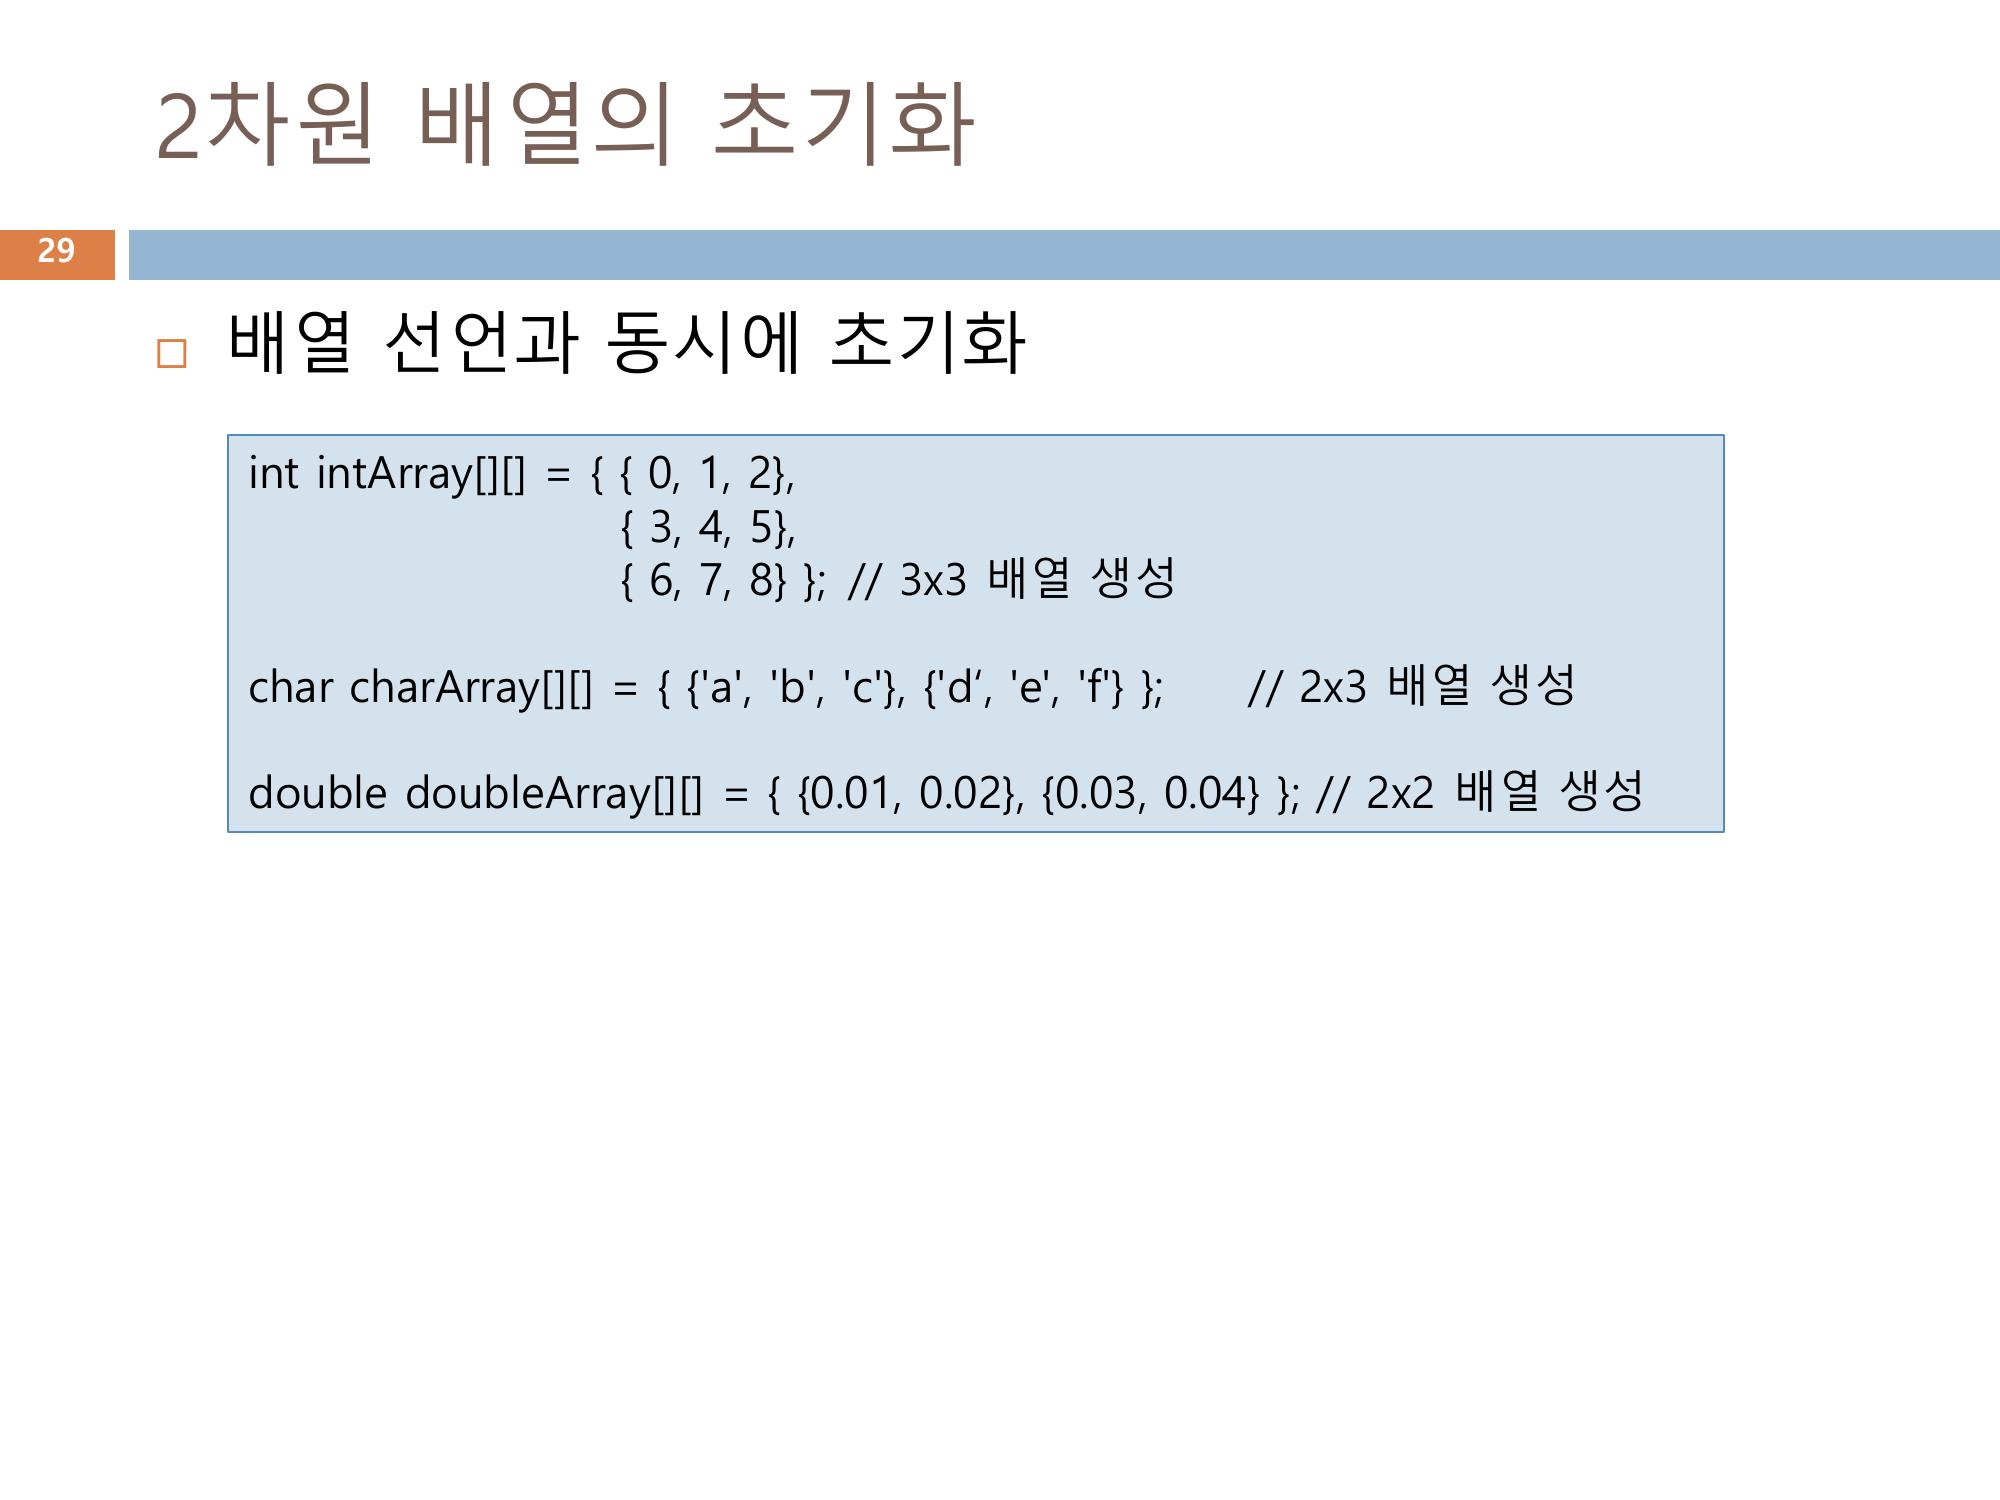 2차원 배열의 초기화
29
배열 선언과 동시에 초기화
int intArray[][] = { { 0, 1, 2},
{ 3, 4, 5},
{ 6, 7, 8} }; // 3x3 배열 생성
char charArray[][] = { {'a', 'b', 'c'}, {'d‘, 'e', 'f'} }; // 2x3 배열 생성
double doubleArray[][] = { {0.01, 0.02}, {0.03, 0.04} }; // 2x2 배열 생성